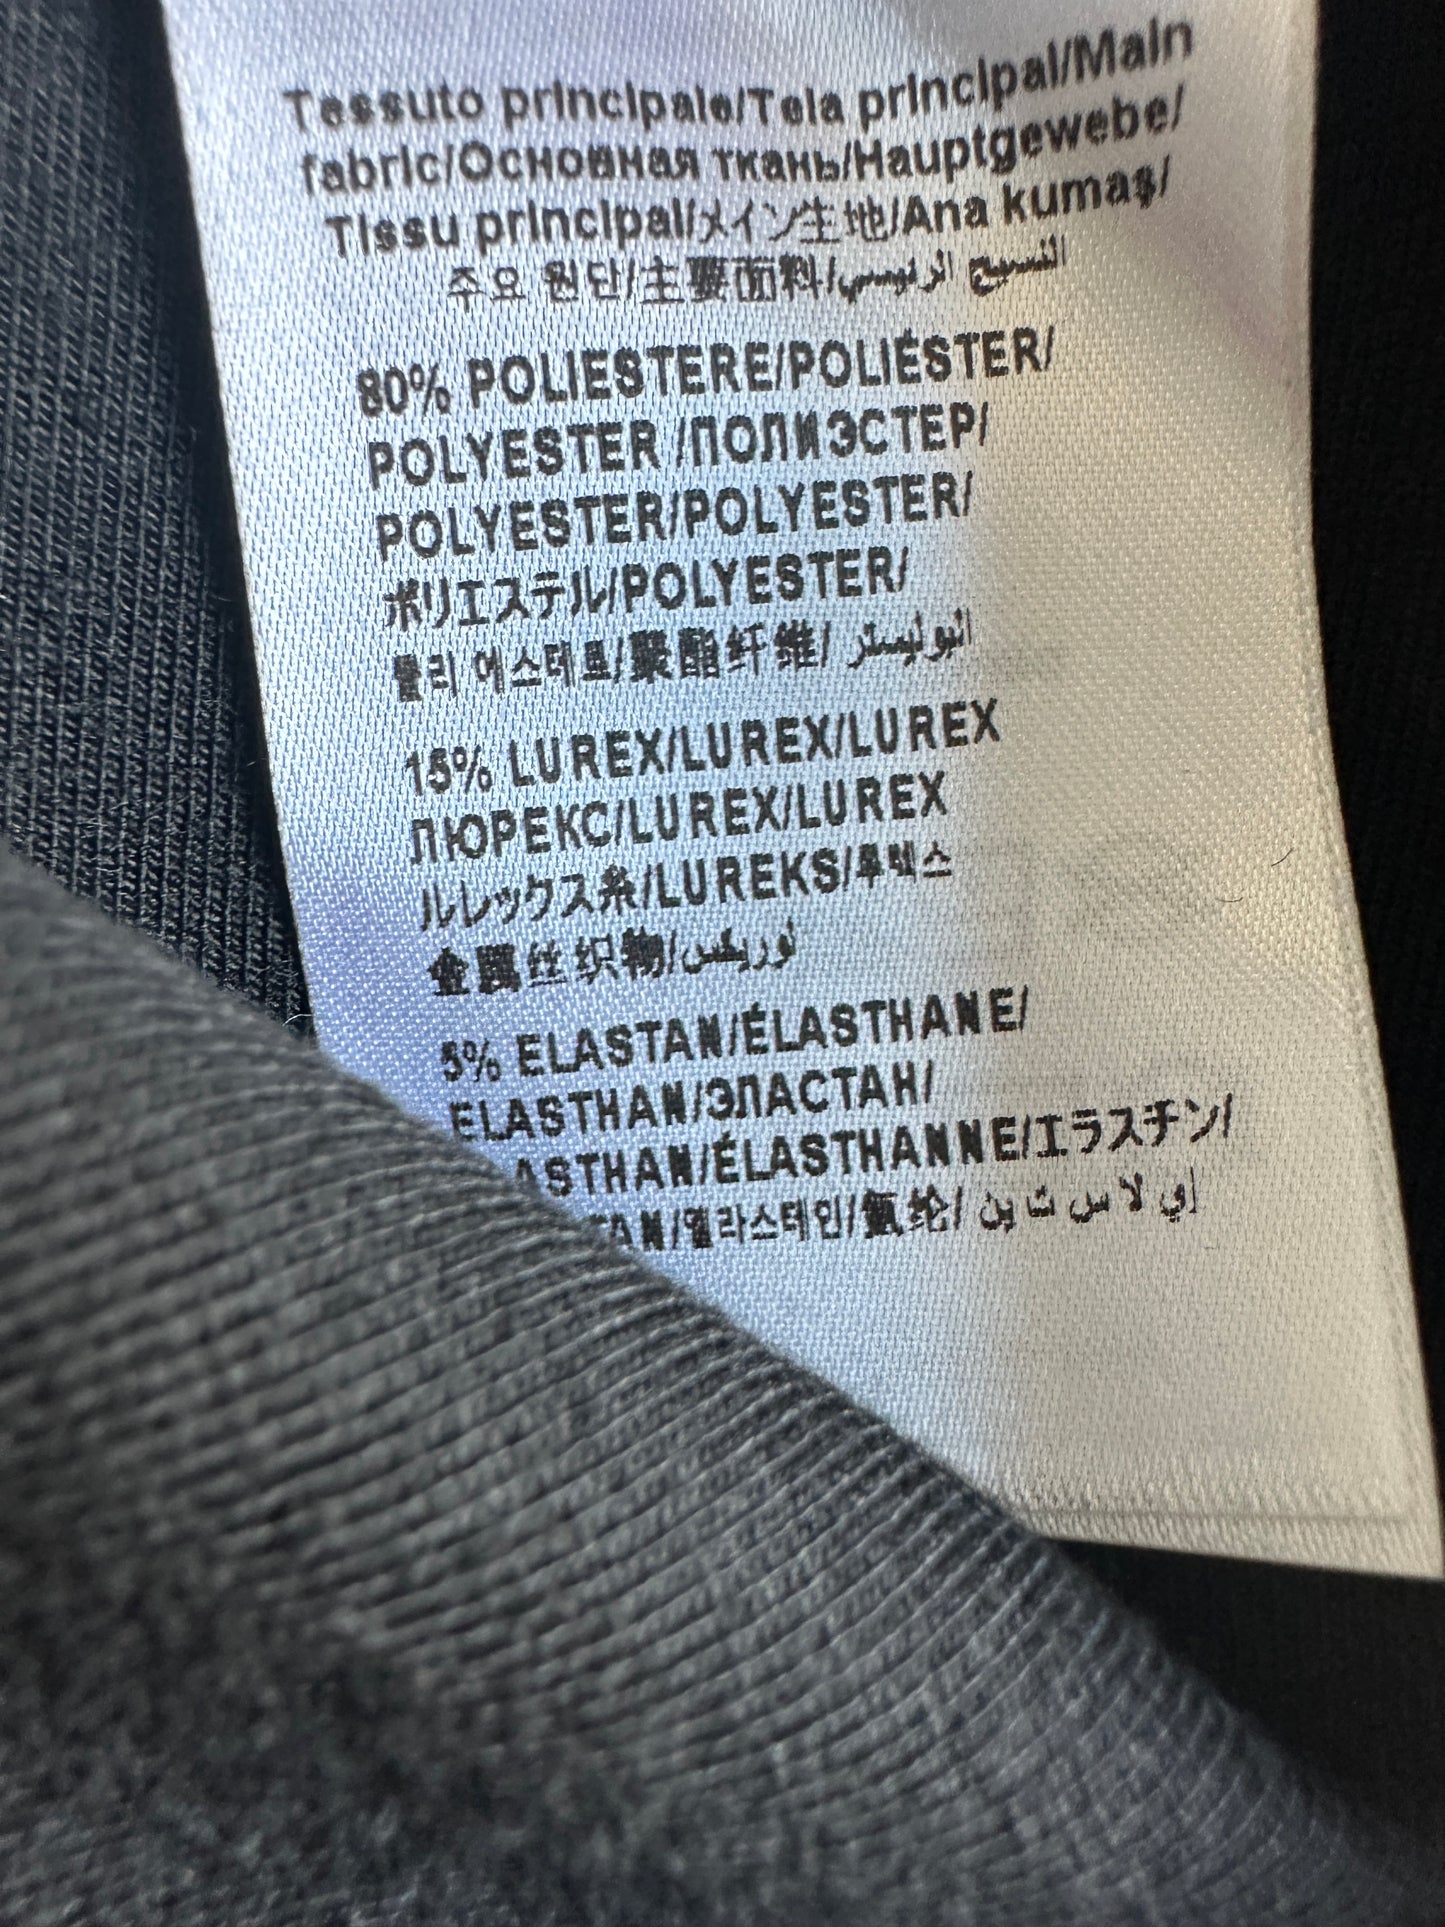 Tessuto principale/Tela principal/Main
fabric/Основная ткань/Hauptgewebe/
Tissu principal/メイン生地/Ana kumaş/
주요 원단/主要面料/النسيج الرئيسي
80% POLIESTERE/POLIÉSTER/
POLYESTER /ПОЛИЭСТЕР/
POLYESTER/POLYESTER/
ポリエステル/POLYESTER/
폴리 에스테르/聚酯纤维/ البوليستر
15% LUREX/LUREX/LUREX
ЛЮРЕКС/LUREX/LUREX
ルレックス糸/LUREKS/루렉스
金属丝织物/لوريكس
5% ELASTAN/ÉLASTHANE/
ELASTHAN/ЭЛАСТАН/
ASTHAN/ÉLASTHANNE/エラスチン/
TAN/엘라스테인/氨纶/ إي لا س تا ين